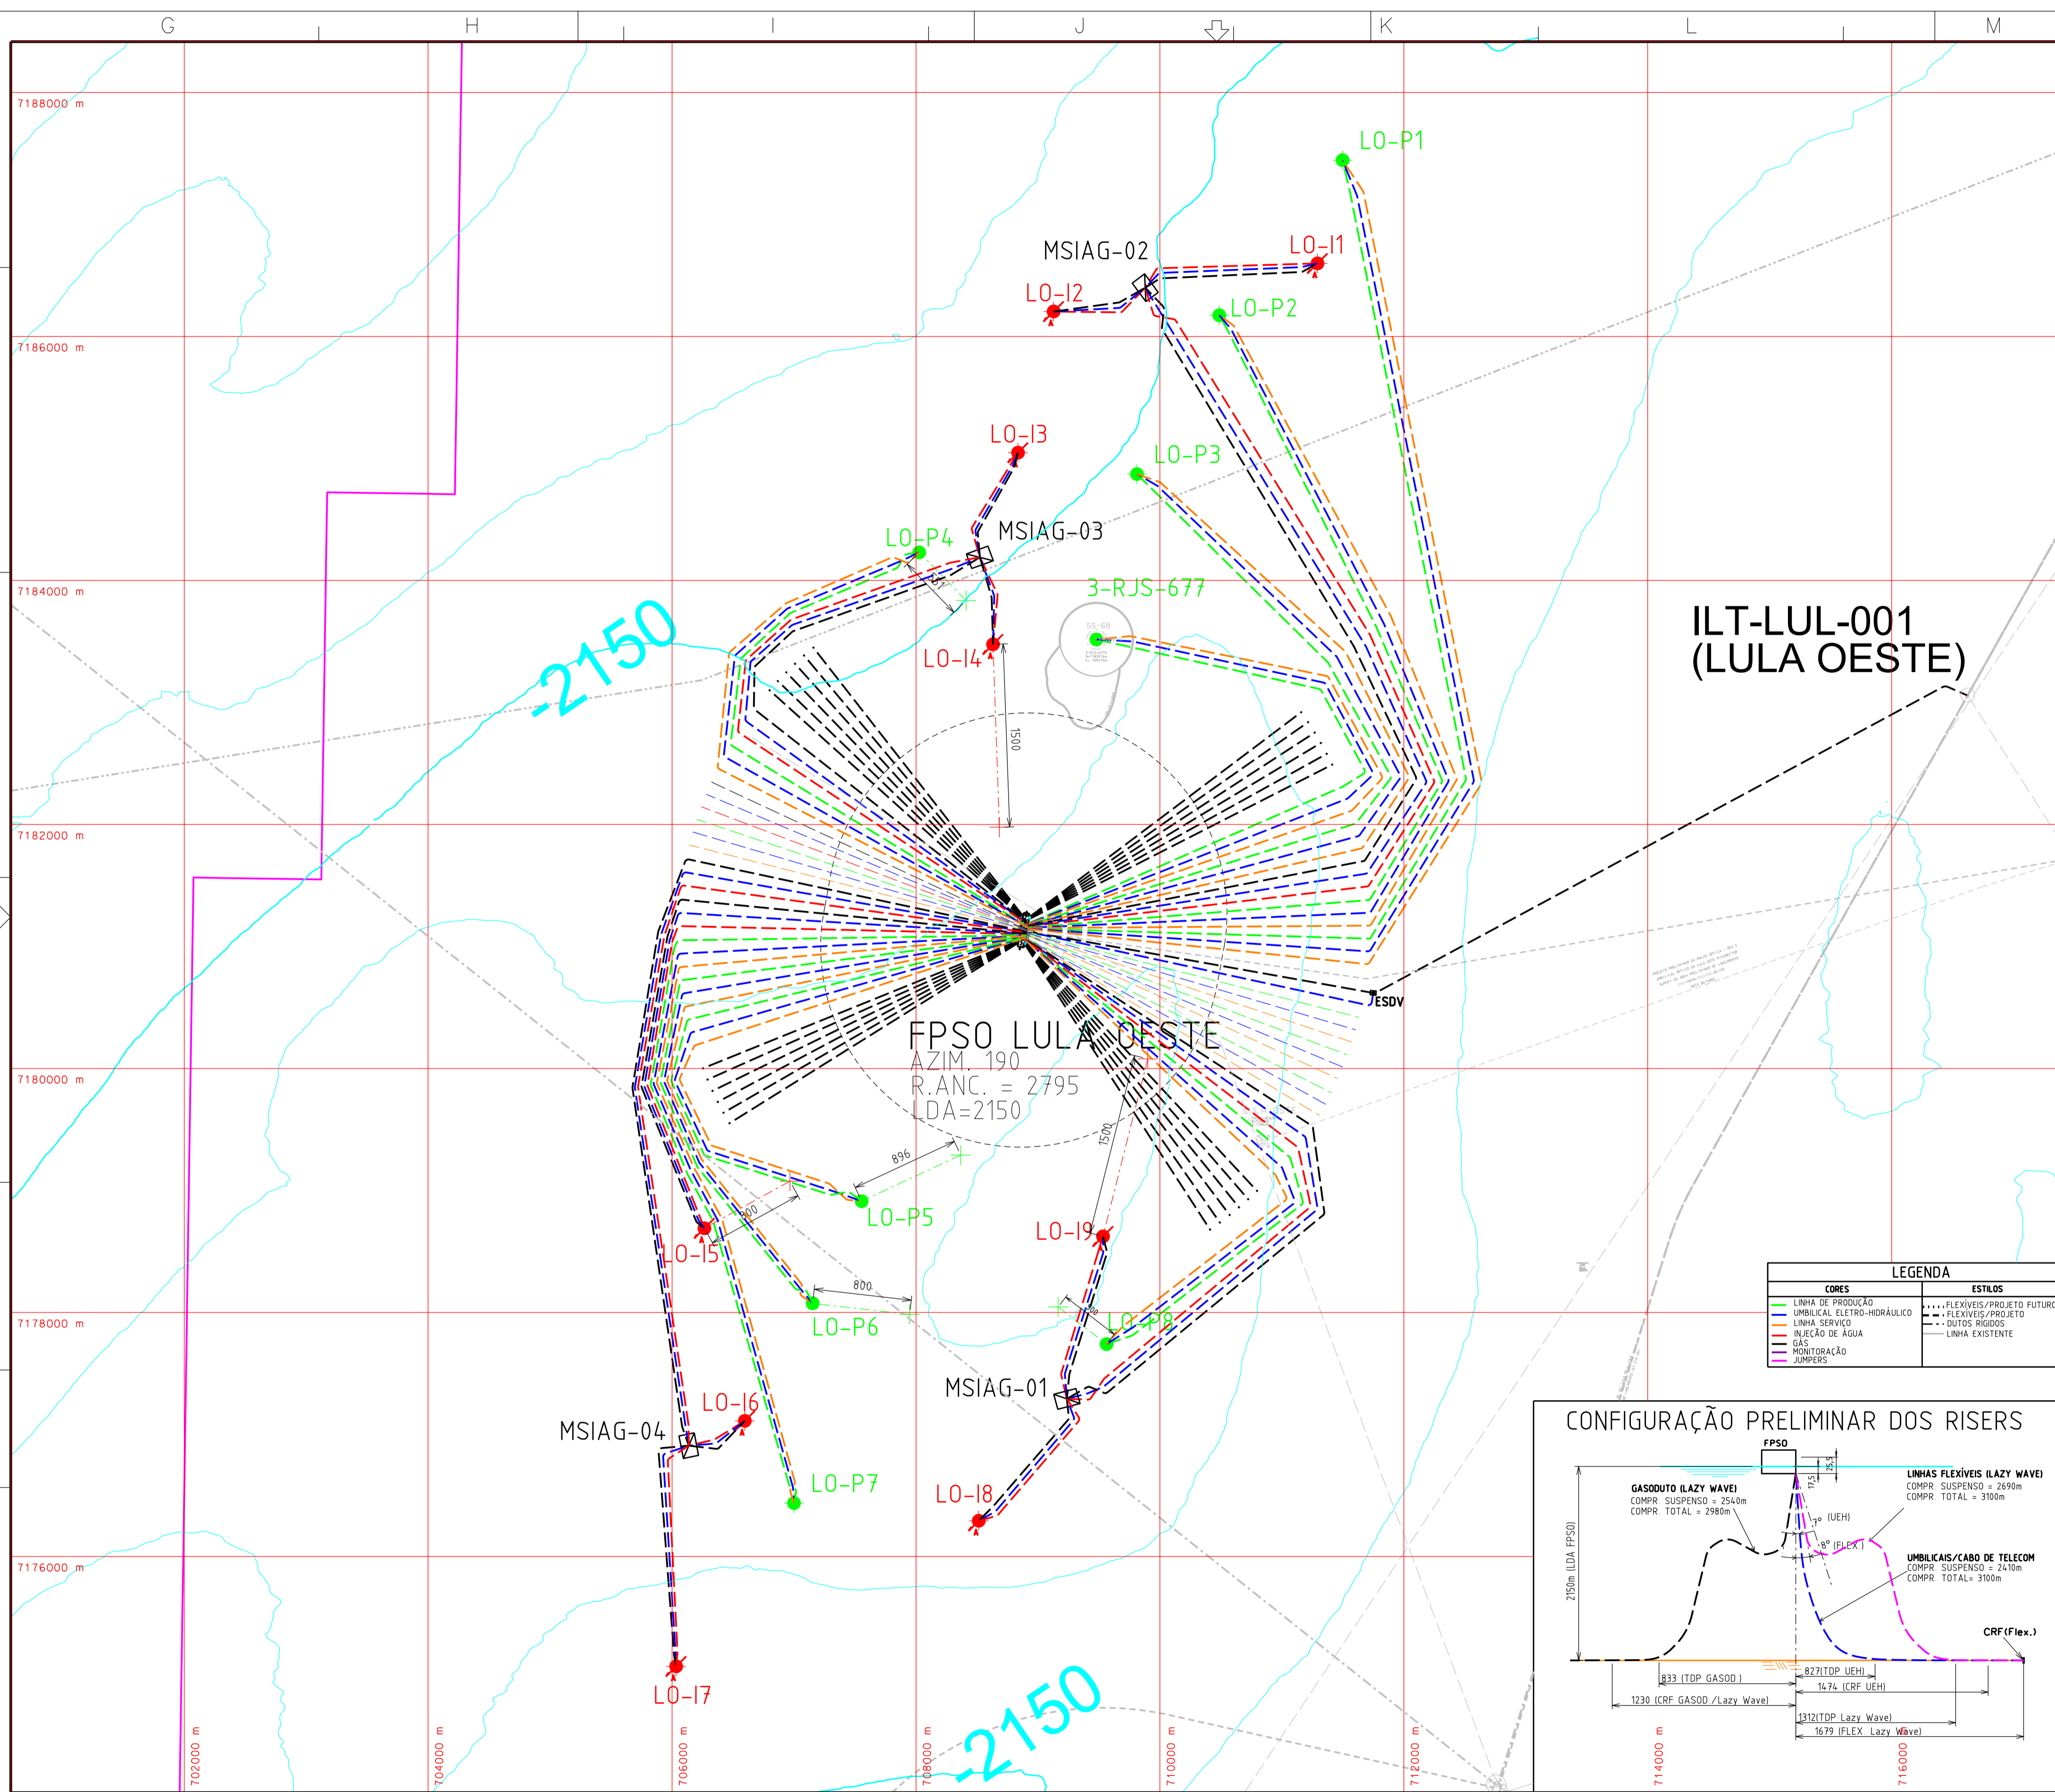 G H I J K L M
7188000 m
LO-P1
MSIAG-02
LO-I1
LO-I2
LO-P2
7186000 m
LO-I3
LO-P3
LO-P4
MSIAG-03
7184000 m
3-RJS-677
SS-68
ILT-LUL-001
(LULA OESTE)
-2150
LO-I4
1500
7182000 m
ESDV
FPSO LULA OESTE
AZIM. 190
R.ANC. = 2795
LDA=2150
7180000 m
1500
896
LO-P5
800
LO-I5
LO-I9
800
LO-P6
LO-P8
7178000 m
MSIAG-01
LO-I6
MSIAG-04
LO-P7
LO-I8
7176000 m
LO-I7
-2150
702000 m
704000 m
706000 m
708000 m
710000 m
712000 m
714000 m
716000 m
LEGENDA
CORES ESTILOS
LINHA DE PRODUÇÃO
UMBILICAL ELETRO-HIDRÁULICO
LINHA SERVIÇO
INJEÇÃO DE ÁGUA
GÁS
MONITORAÇÃO
JUMPERS
FLEXÍVEIS/PROJETO FUTURO
FLEXÍVEIS/PROJETO
DUTOS RÍGIDOS
LINHA EXISTENTE
CONFIGURAÇÃO PRELIMINAR DOS RISERS
FPSO
25,5
17,5
LINHAS FLEXÍVEIS (LAZY WAVE)
COMPR. SUSPENSO = 2690m
COMPR. TOTAL = 3100m
GASODUTO (LAZY WAVE)
COMPR. SUSPENSO = 2540m
COMPR. TOTAL = 2980m
7° (UEH)
8° (FLEX.)
2150m (LDA FPSO)
UMBILICAIS/CABO DE TELECOM
COMPR. SUSPENSO = 2410m
COMPR. TOTAL= 3100m
CRF(Flex.)
833 (TDP GASOD.)
827(TDP UEH)
1474 (CRF UEH)
1230 (CRF GASOD./Lazy Wave)
1312(TDP Lazy Wave)
1679 (FLEX. Lazy Wave)